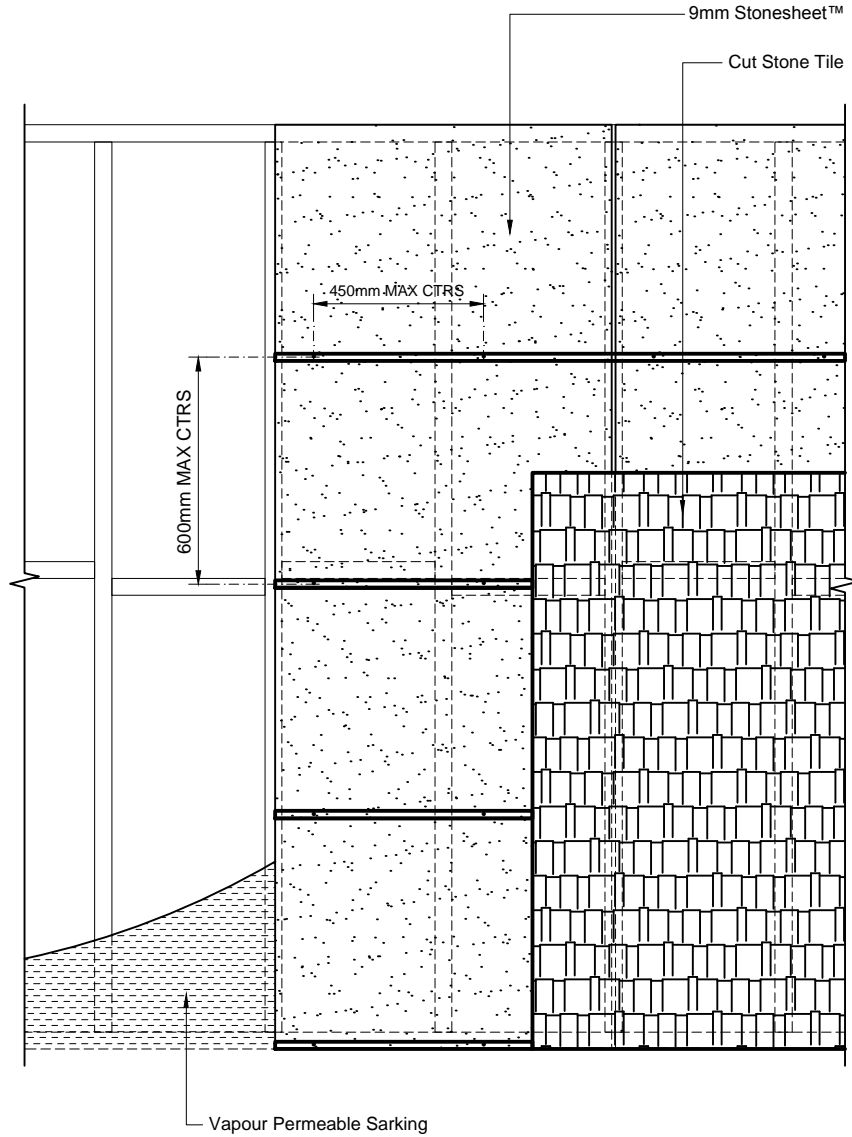 9mm Stonesheet™
Cut Stone Tile
450mm MAX CTRS
600mm MAX CTRS
Vapour Permeable Sarking